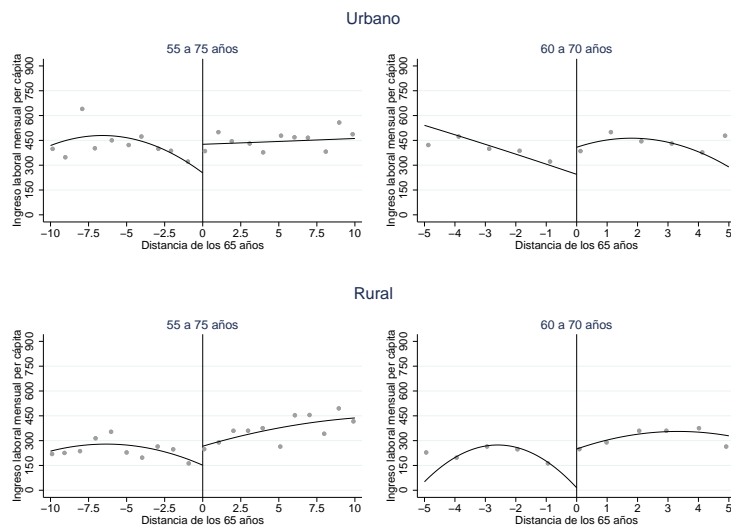 Urbano
55 a 75 años
Ingreso laboral mensual per cápita
0 150 300 450 600 750 900
−10 −7.5 −5 −2.5 0 2.5 5 7.5 10
Distancia de los 65 años
60 a 70 años
Ingreso laboral mensual per cápita
0 150 300 450 600 750 900
−5 −4 −3 −2 −1 0 1 2 3 4 5
Distancia de los 65 años
Rural
55 a 75 años
Ingreso laboral mensual per cápita
0 150 300 450 600 750 900
−10 −7.5 −5 −2.5 0 2.5 5 7.5 10
Distancia de los 65 años
60 a 70 años
Ingreso laboral mensual per cápita
0 150 300 450 600 750 900
−5 −4 −3 −2 −1 0 1 2 3 4 5
Distancia de los 65 años